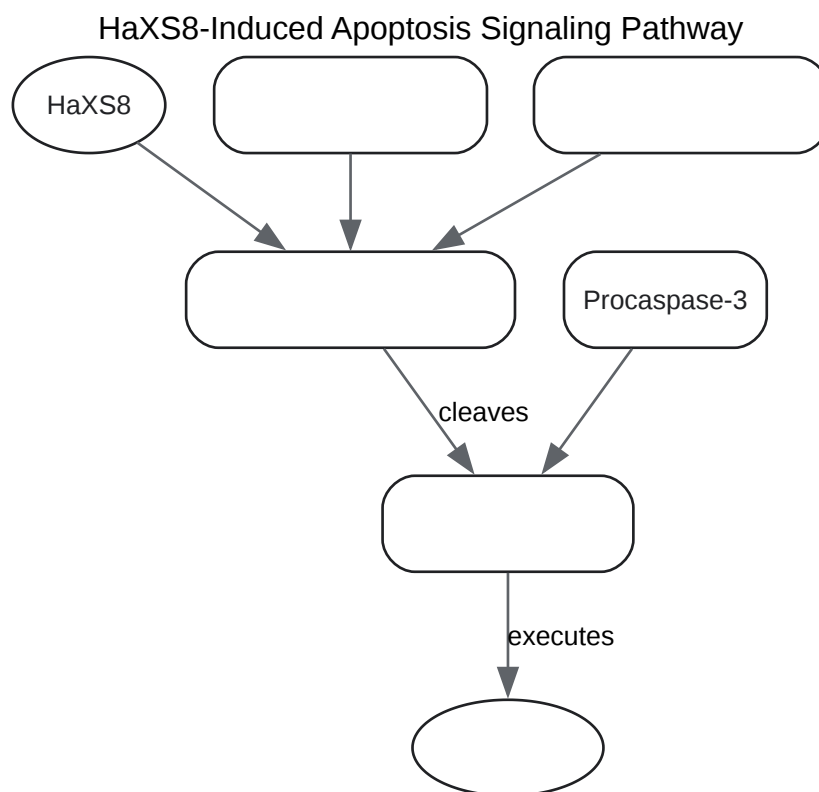 HaXS8-Induced Apoptosis Signaling Pathway
HaXS8
Procaspase-3
cleaves
executes